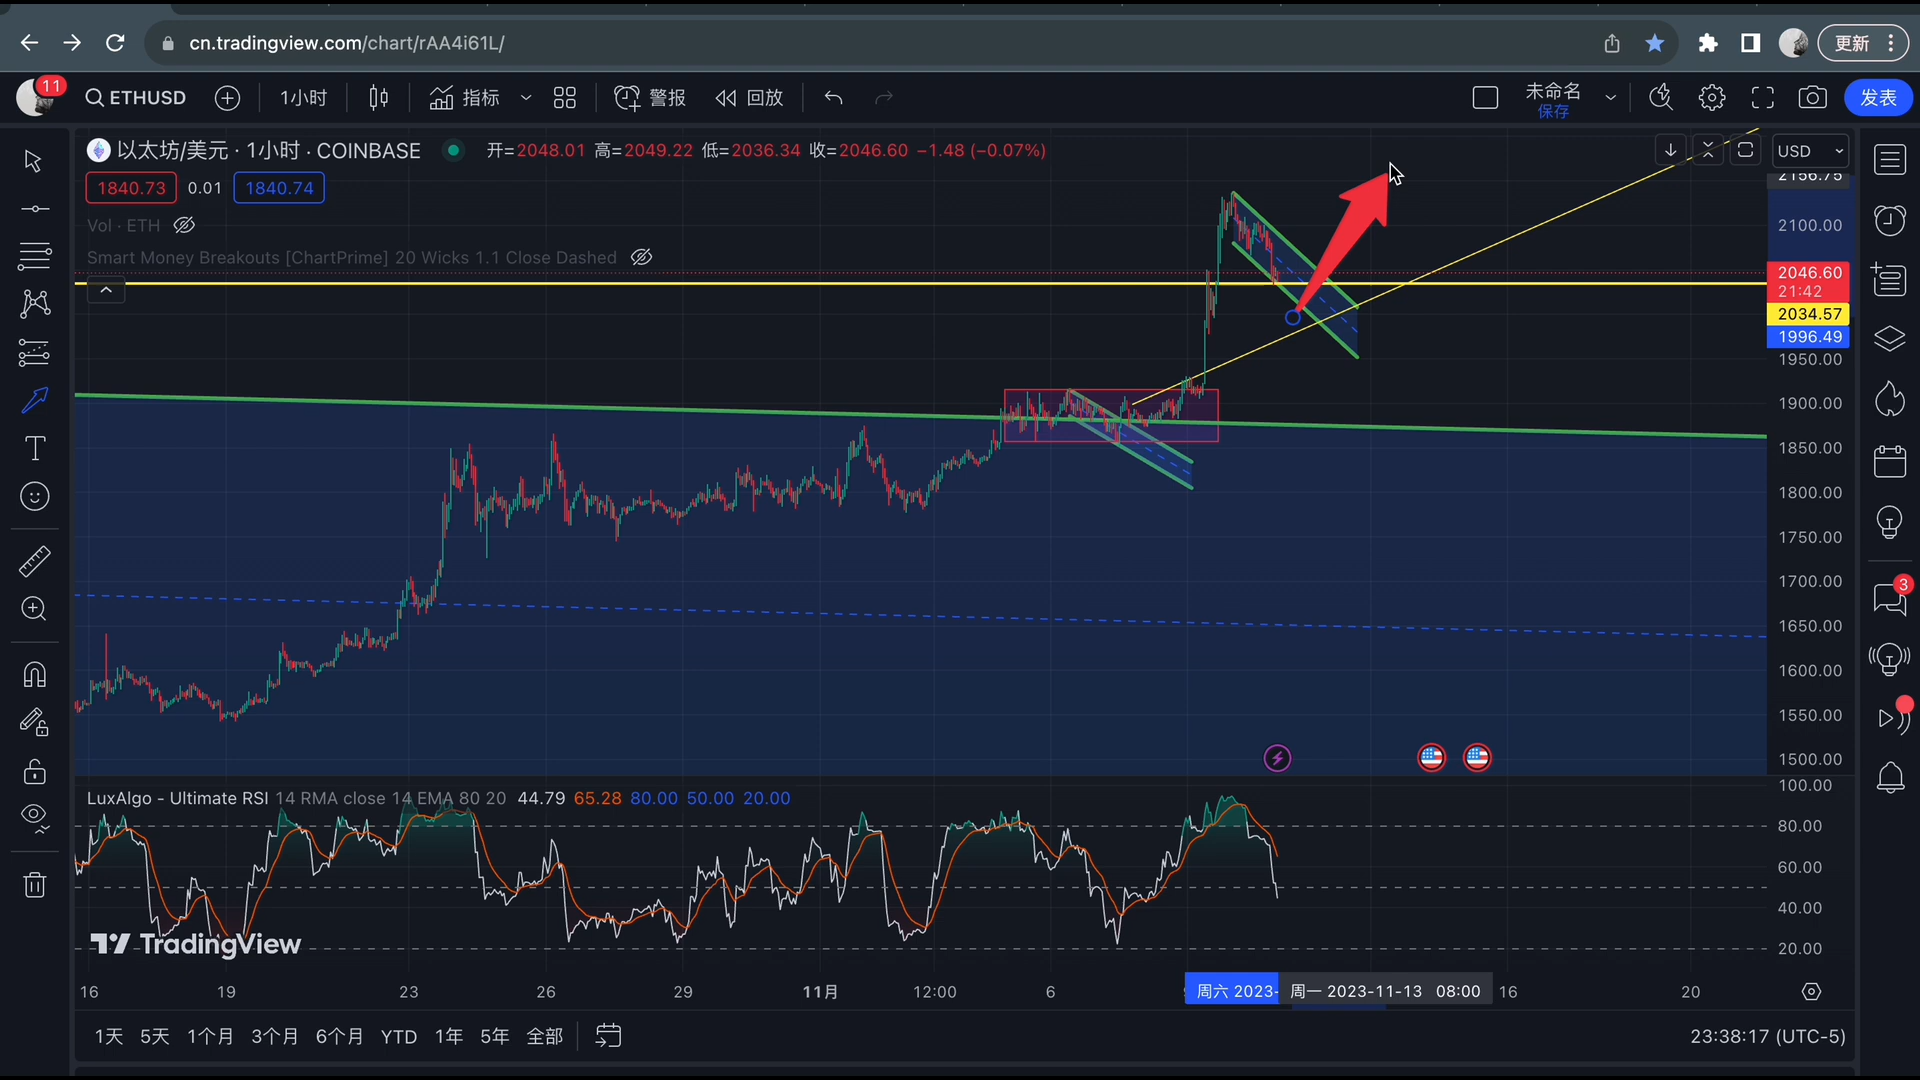 cn.tradingview.com/chart/rAA4i61L/
更新
11
ETHUSD
1小时
指标
警报
回放
未命名
保存
发表
以太坊/美元 · 1小时 · COINBASE
开=2048.01 高=2049.22 低=2036.34 收=2046.60 −1.48 (−0.07%)
USD
1840.73
0.01
1840.74
2156.75
Vol · ETH
2100.00
Smart Money Breakouts [ChartPrime] 20 Wicks 1.1 Close Dashed
2046.60
21:42
2034.57
1996.49
1950.00
1900.00
1850.00
1800.00
1750.00
1700.00
3
1650.00
1600.00
1550.00
1500.00
LuxAlgo - Ultimate RSI 14 RMA close 14 EMA 80 20 44.79 65.28 80.00 50.00 20.00
100.00
80.00
60.00
40.00
20.00
TradingView
16
19
23
26
29
11月
12:00
6
周六 2023-
周一 2023-11-13 08:00
16
20
1天
5天
1个月
3个月
6个月
YTD
1年
5年
全部
23:38:17 (UTC-5)